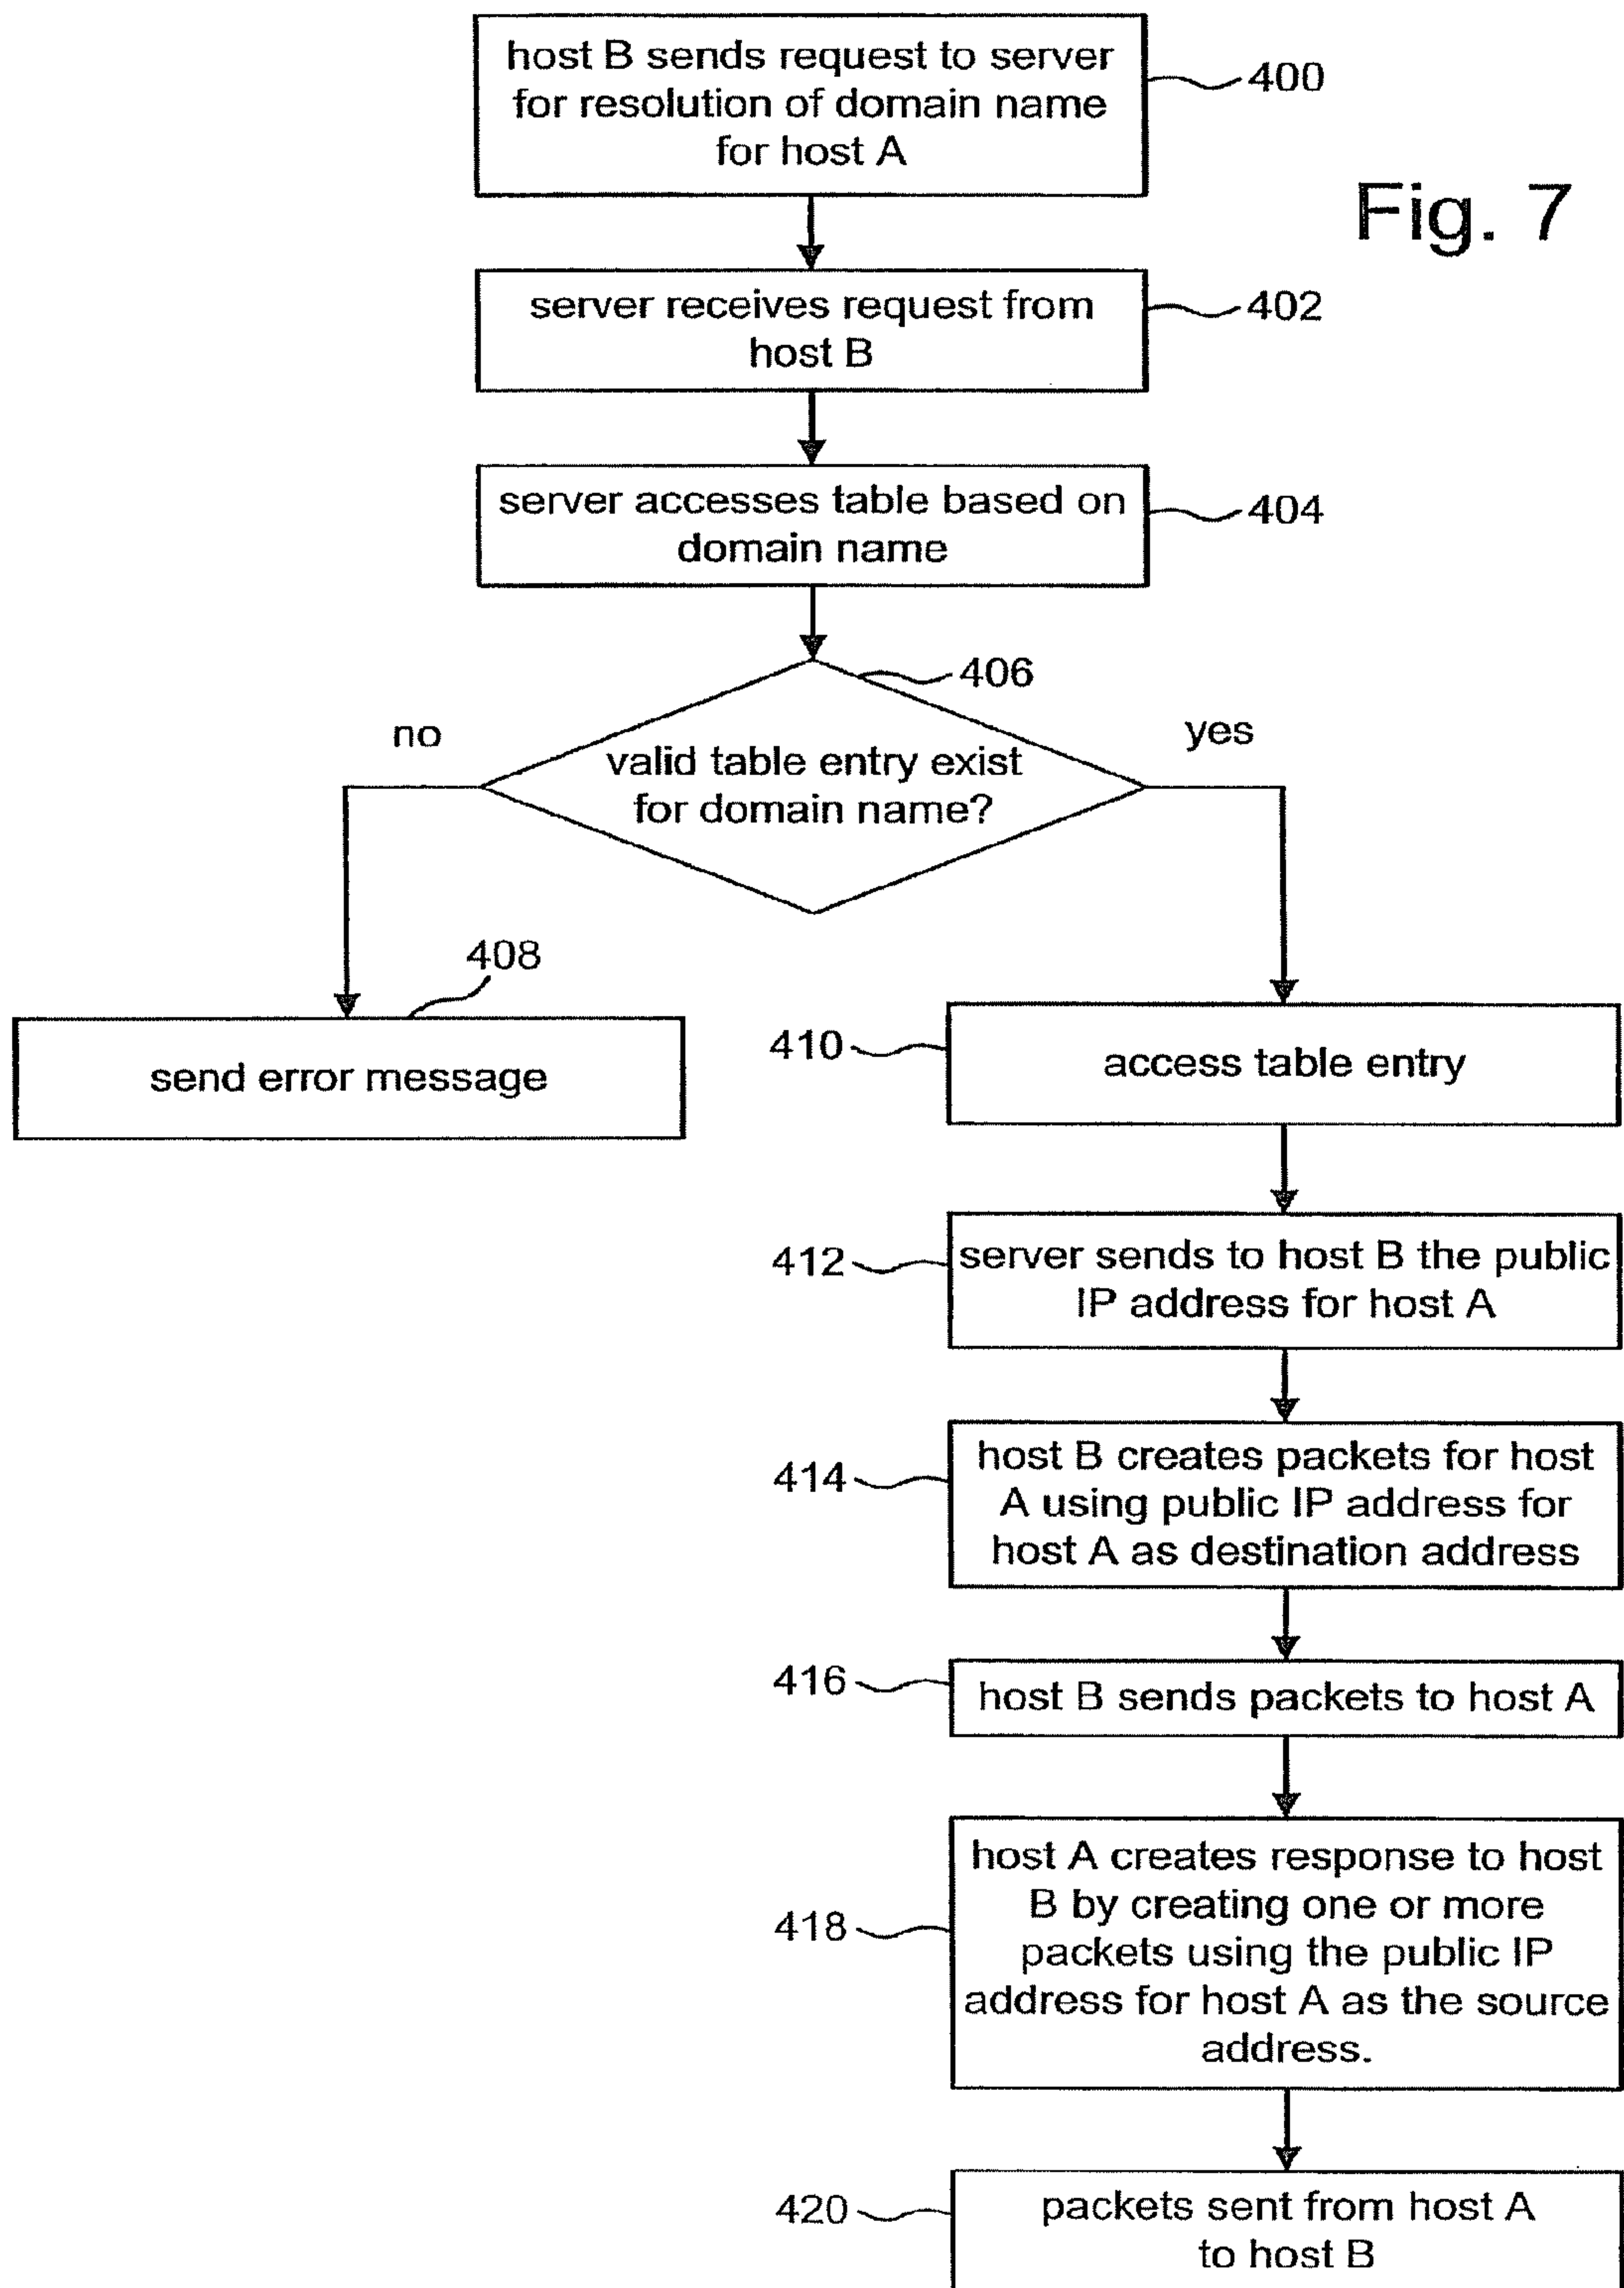 host B sends request to server
for resolution of domain name
for host A
400
Fig. 7
server receives request from
host B
402
server accesses table based on
domain name
404
406
no
yes
valid table entry exist
for domain name?
408
send error message
410
access table entry
412
server sends to host B the public
IP address for host A
414
host B creates packets for host
A using public IP address for
host A as destination address
416
host B sends packets to host A
418
host A creates response to host
B by creating one or more
packets using the public IP
address for host A as the source
address.
420
packets sent from host A
to host B